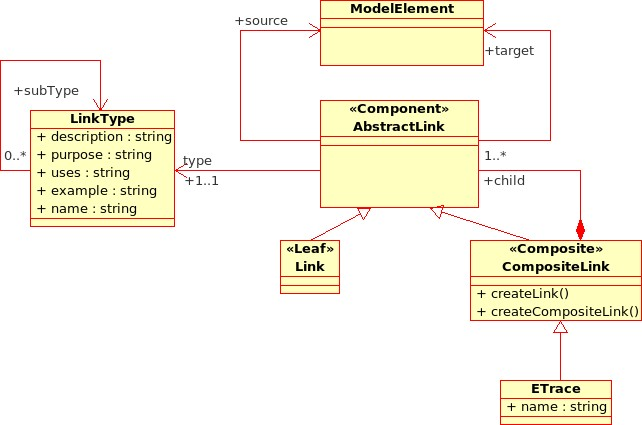 ModelElement
+source
+target
+subType
LinkType
+ description : string
+ purpose : string
+ uses : string
+ example : string
+ name : string
0..*
type
+1..1
«Component»
AbstractLink
1..*
+child
«Leaf»
Link
«Composite»
CompositeLink
+ createLink()
+ createCompositeLink()
ETrace
+ name : string